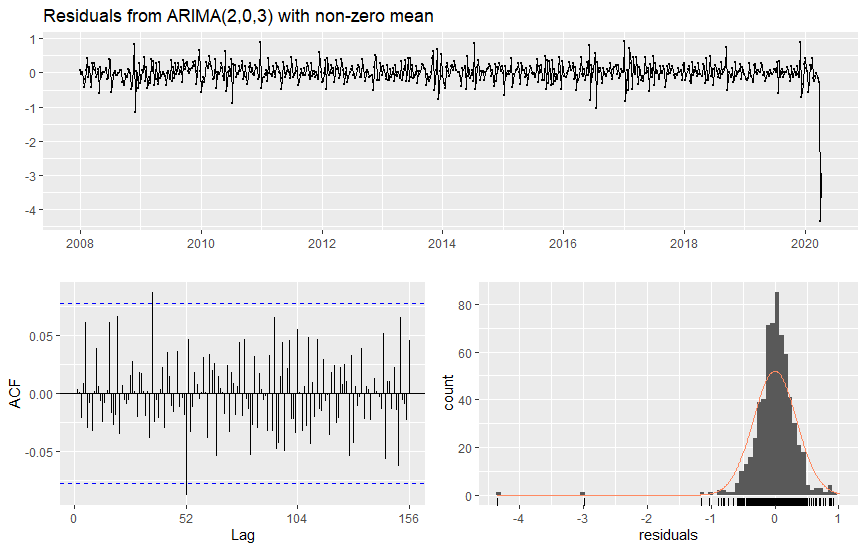 Residuals from ARIMA(2,0,3) with non-zero mean
1
0
-1
-2
-3
-4
2008 2010 2012 2014 2016 2018 2020
ACF
0.05
0.00
-0.05
0 52 104 156
Lag
count
80
60
40
20
0
-4 -3 -2 -1 0 1
residuals